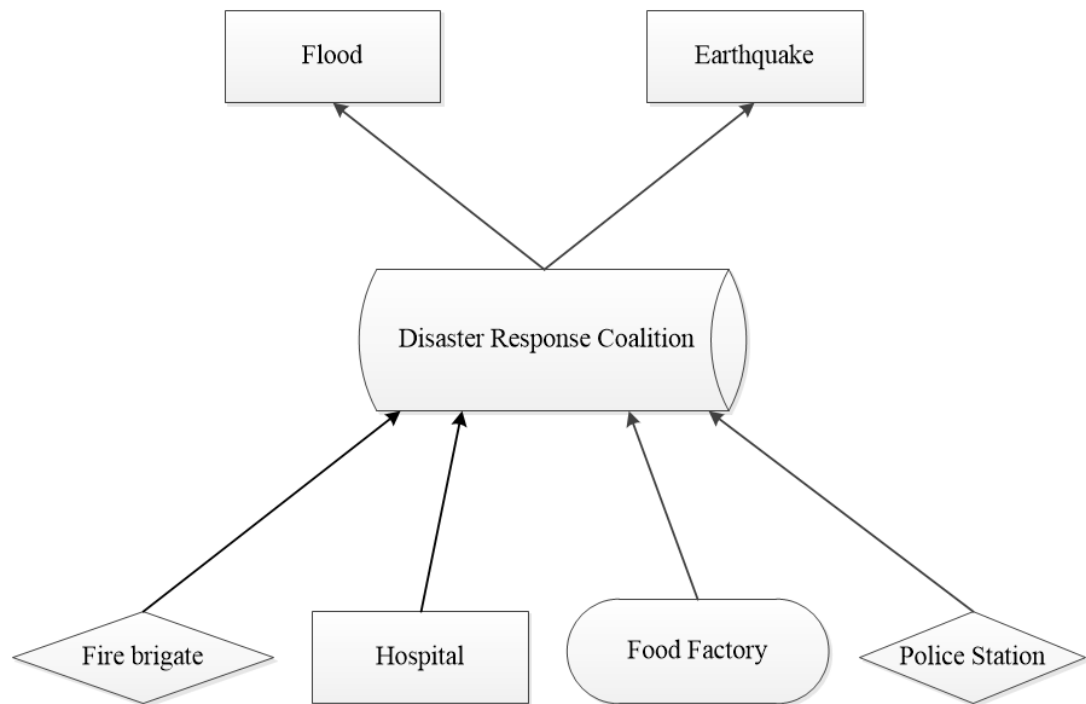 Flood
Earthquake
Disaster Response Coalition
Fire brigate
Hospital
Food Factory
Police Station